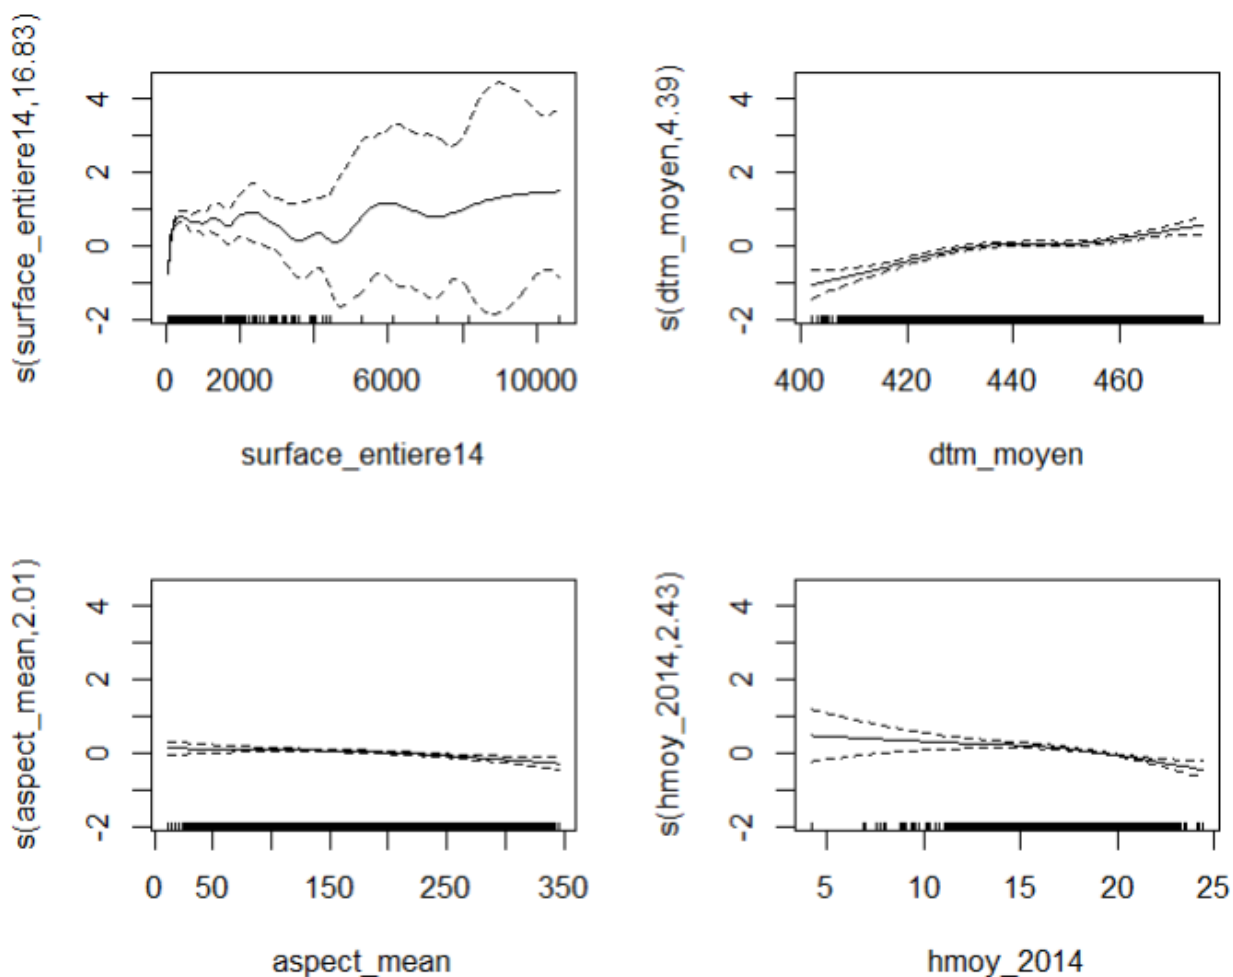 s(surface_entiere14,16.83)
4
2
0
-2
0 2000 6000 10000
surface_entiere14
s(dtm_moyen,4.39)
4
2
0
-2
400 420 440 460
dtm_moyen
s(aspect_mean,2.01)
4
2
0
-2
0 50 150 250 350
aspect_mean
s(hmoy_2014,2.43)
4
2
0
-2
5 10 15 20 25
hmoy_2014